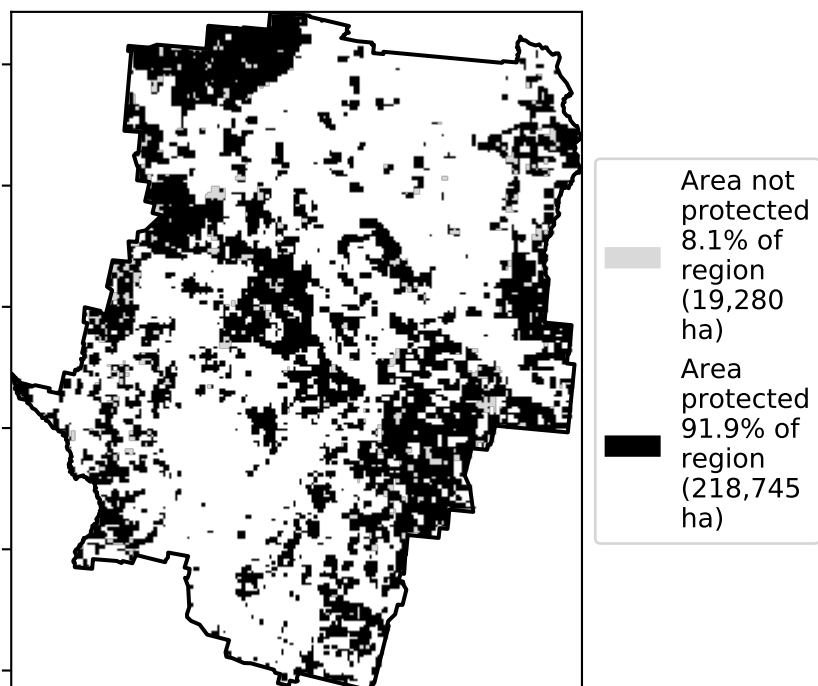 Area not
protected
8.1% of
region
(19,280
ha)
Area
protected
91.9% of
region
(218,745
ha)